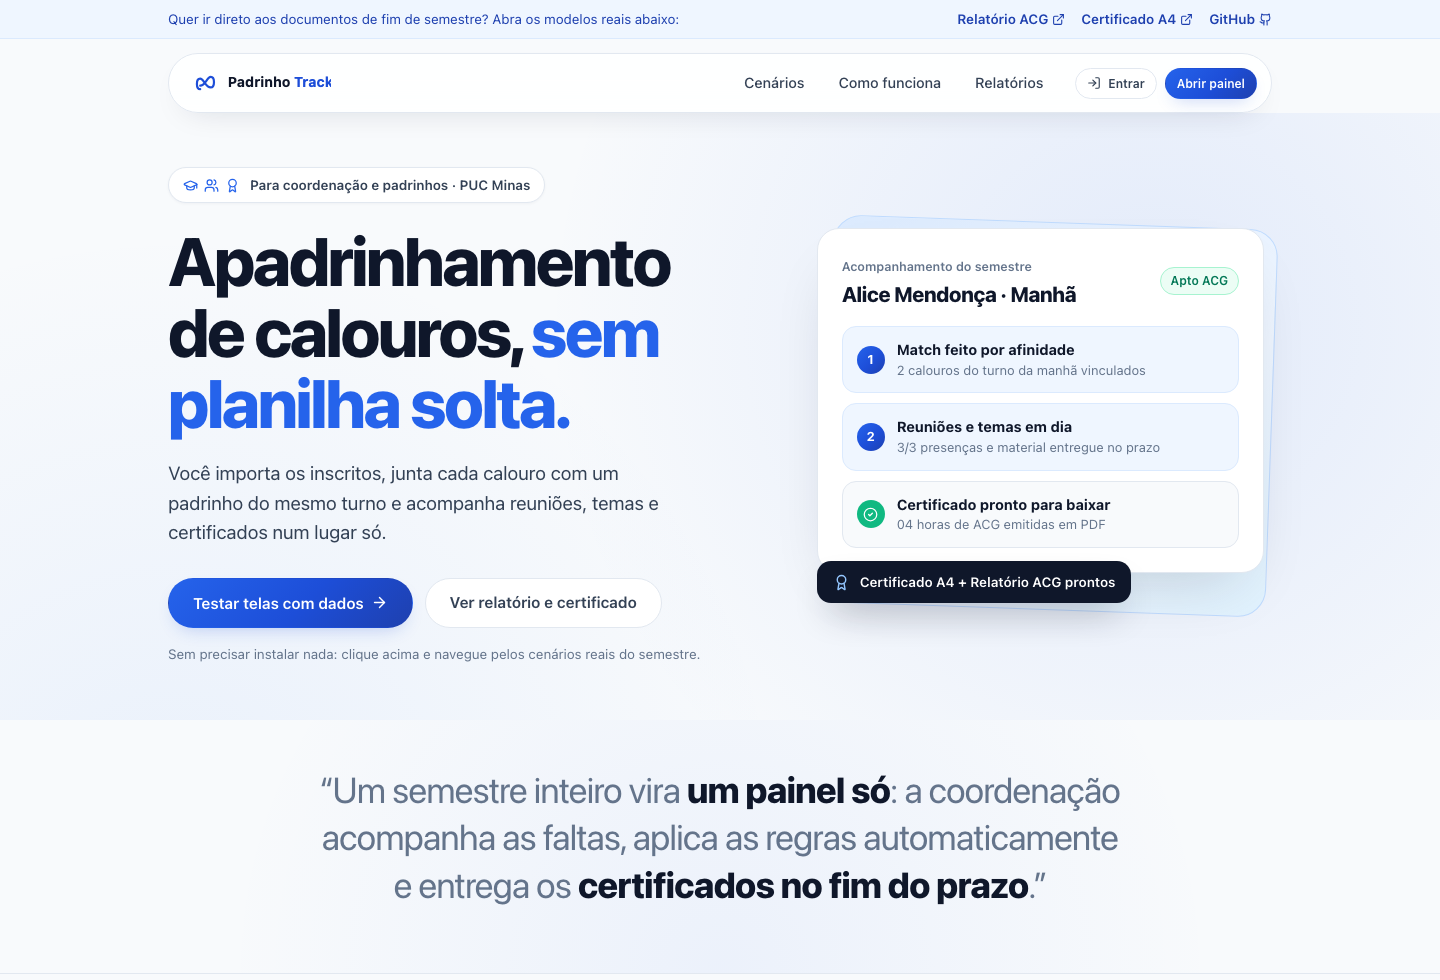 Quer ir direto aos documentos de fim de semestre? Abra os modelos reais abaixo:
Relatório ACG
Certificado A4
GitHub
Padrinho Track
Cenários
Como funciona
Relatórios
Entrar
Abrir painel
Para coordenação e padrinhos · PUC Minas
Apadrinhamento
de calouros, sem
planilha solta.
Você importa os inscritos, junta cada calouro com um
padrinho do mesmo turno e acompanha reuniões, temas e
certificados num lugar só.
Testar telas com dados
Ver relatório e certificado
Sem precisar instalar nada: clique acima e navegue pelos cenários reais do semestre.
Acompanhamento do semestre
Alice Mendonça · Manhã
Apto ACG
1
Match feito por afinidade
2 calouros do turno da manhã vinculados
2
Reuniões e temas em dia
3/3 presenças e material entregue no prazo
Certificado pronto para baixar
04 horas de ACG emitidas em PDF
Certificado A4 + Relatório ACG prontos
“Um semestre inteiro vira um painel só: a coordenação
acompanha as faltas, aplica as regras automaticamente
e entrega os certificados no fim do prazo.”